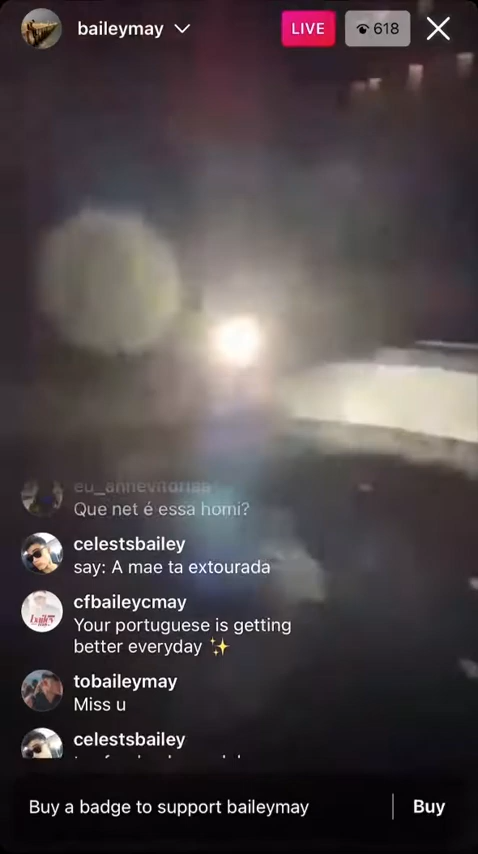 baileymay
LIVE
618
eu_annevitorias
Que net é essa homi?
celestsbailey
say: A mae ta extourada
cfbaileycmay
Your portuguese is getting
better everyday ✨
tobaileymay
Miss u
celestsbailey
Buy a badge to support baileymay
Buy